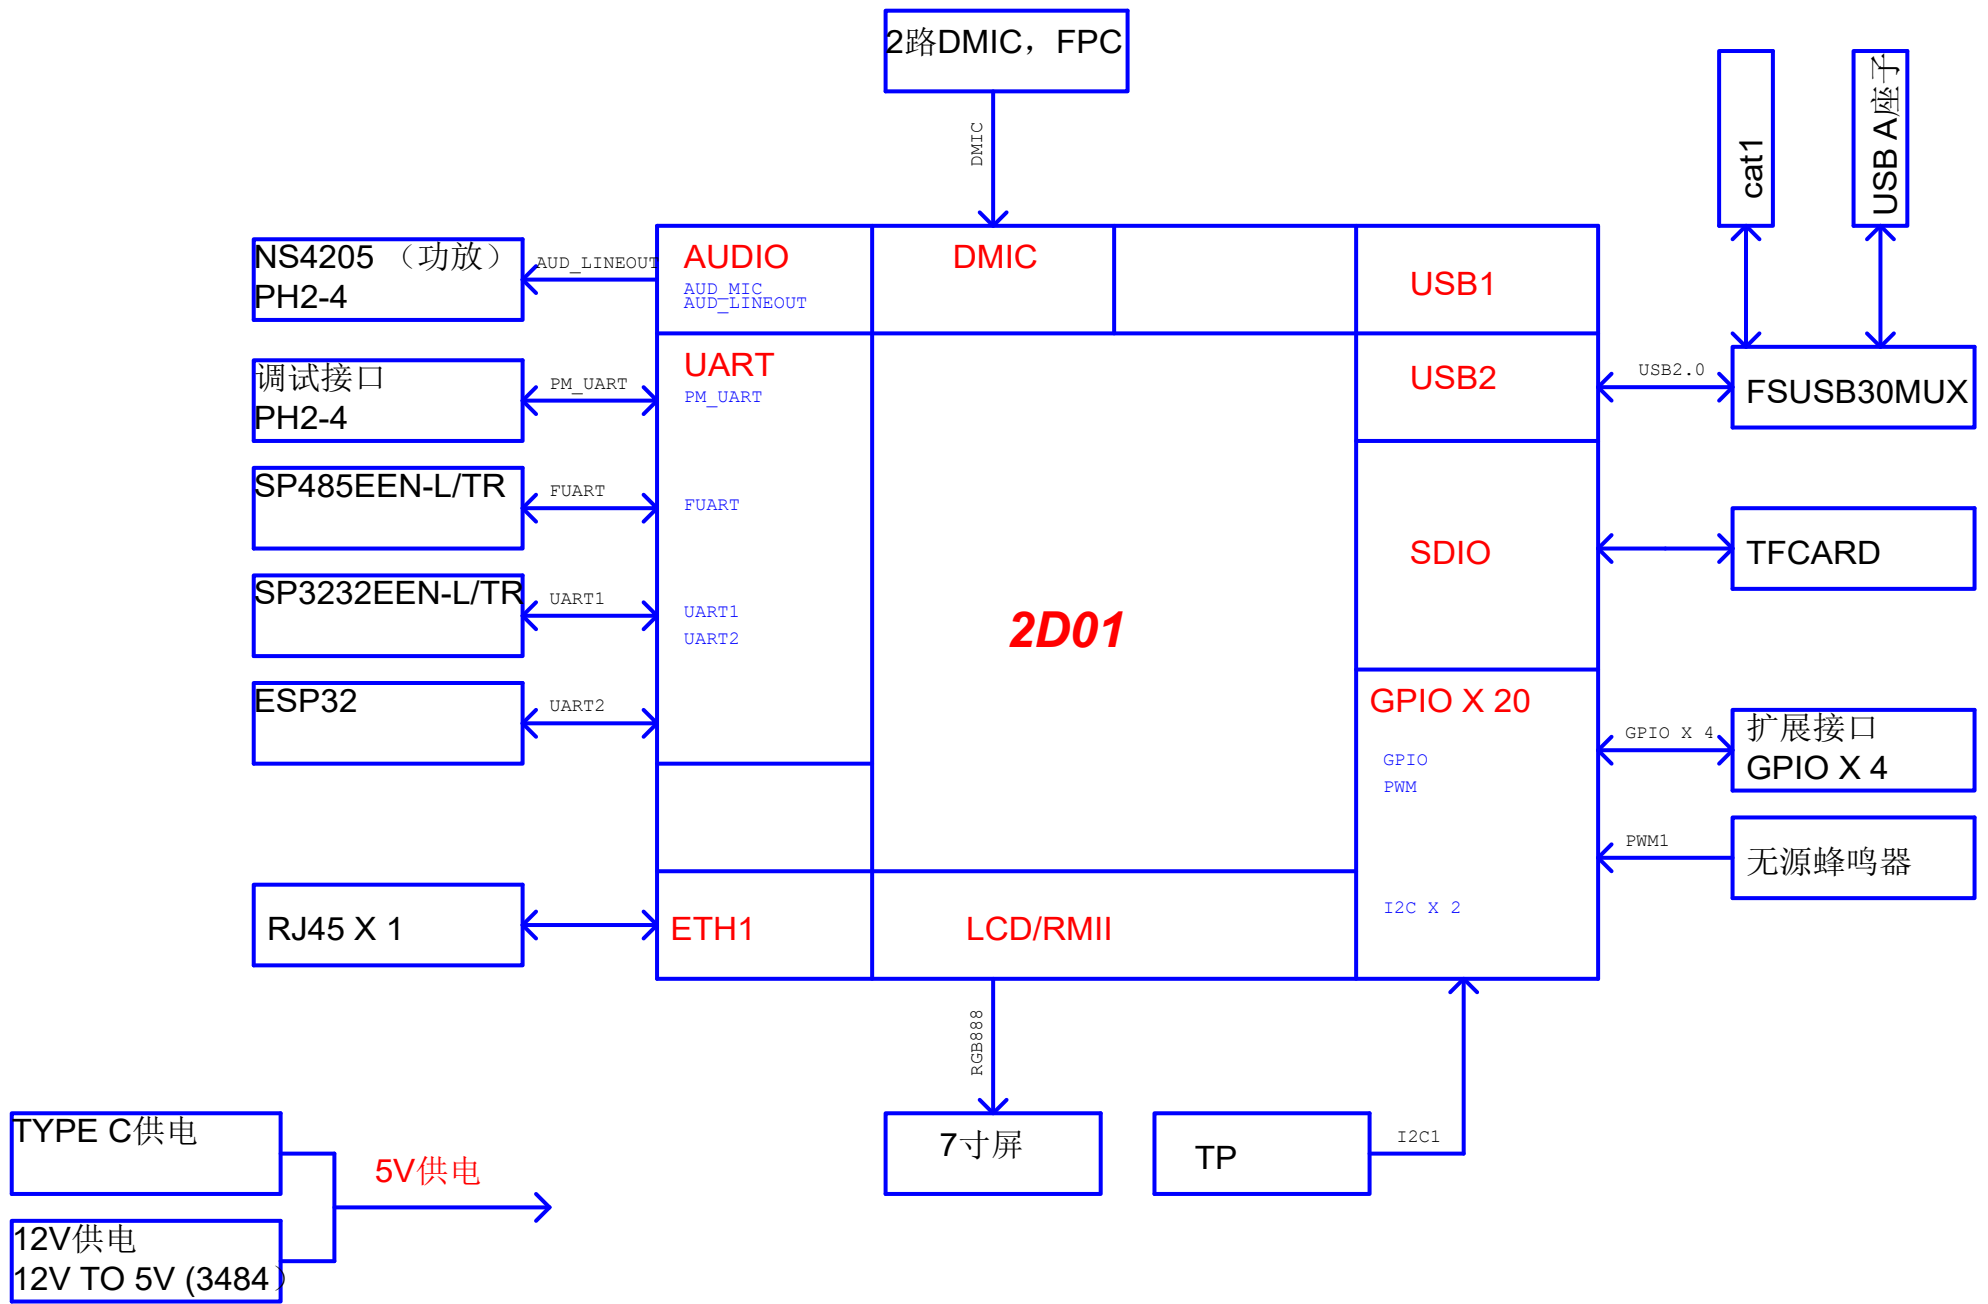 2路DMIC，FPC
cat1
USB A座子
DMIC
NS4205 （功放）
PH2-4
AUD_LINEOUT
AUDIO
AUD_MIC
AUD_LINEOUT
DMIC
USB1
调试接口
PH2-4
PM_UART
UART
PM_UART
USB2
USB2.0
FSUSB30MUX
SP485EEN-L/TR
FUART
FUART
SDIO
TFCARD
SP3232EEN-L/TR
UART1
UART1
UART2
2D01
ESP32
UART2
GPIO X 20
GPIO
PWM
GPIO X 4
扩展接口
GPIO X 4
PWM1
无源蜂鸣器
I2C X 2
RJ45 X 1
ETH1
LCD/RMII
RGB888
7寸屏
TP
I2C1
TYPE C供电
5V供电
12V供电
12V TO 5V (3484）